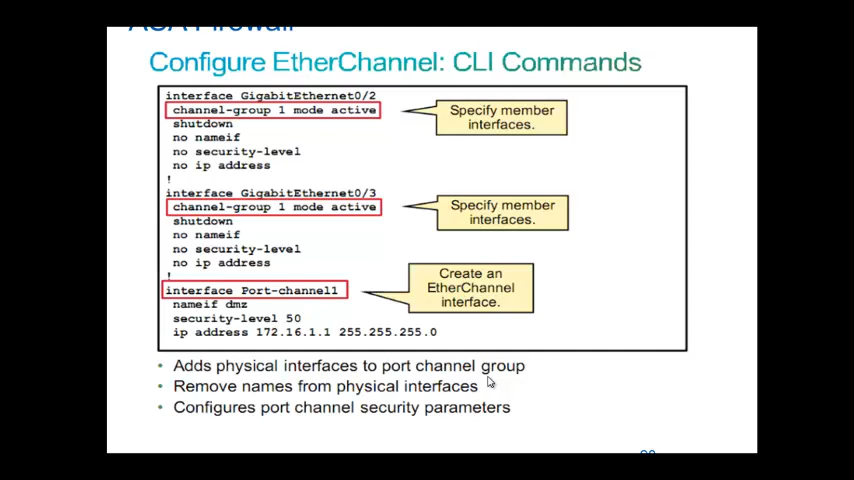 ASA Firewall
Configure EtherChannel: CLI Commands
interface GigabitEthernet0/2
channel-group 1 mode active
shutdown
no nameif
no security-level
no ip address
!
interface GigabitEthernet0/3
channel-group 1 mode active
shutdown
no nameif
no security-level
no ip address
!
interface Port-channel1
nameif dmz
security-level 50
ip address 172.16.1.1 255.255.255.0
Specify member
interfaces.
Specify member
interfaces.
Create an
EtherChannel
interface.
• Adds physical interfaces to port channel group
• Remove names from physical interfaces
• Configures port channel security parameters